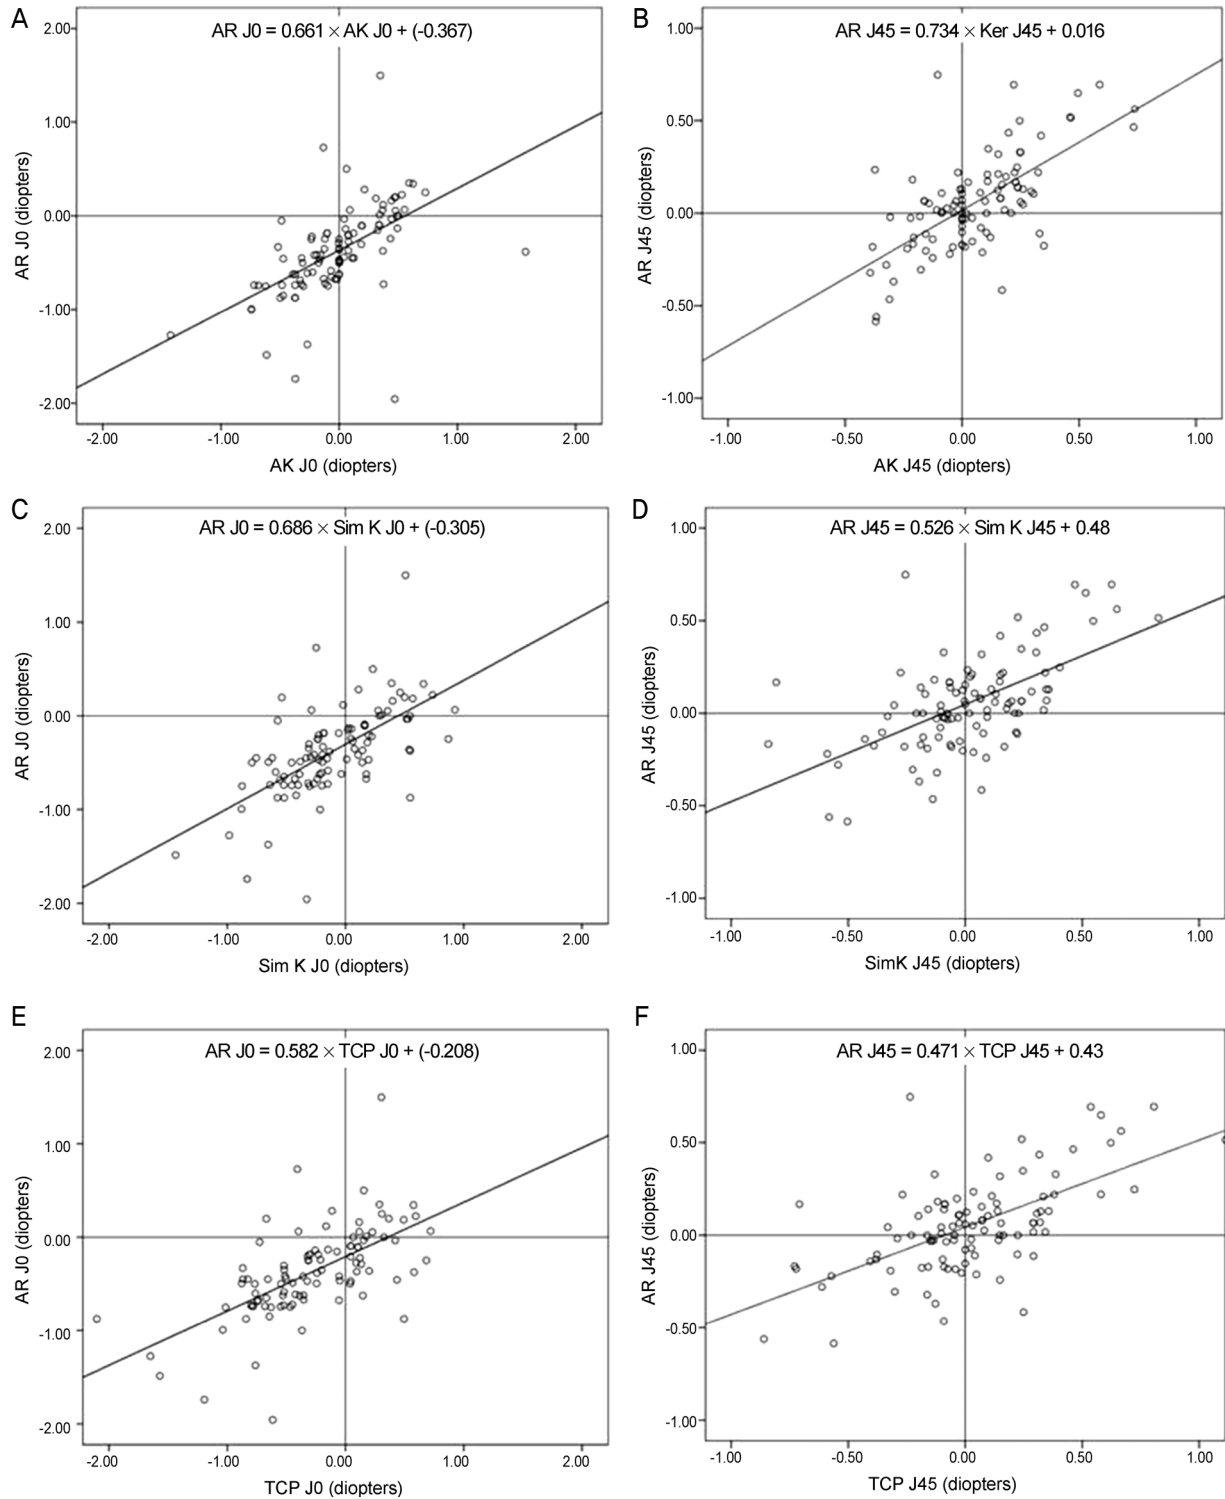 A
AR J0 = 0.661 × AK J0 + (-0.367)
2.00
1.00
0.00
-1.00
-2.00
AR J0 (diopters)
-2.00 -1.00 0.00 1.00 2.00
AK J0 (diopters)
B
AR J45 = 0.734 × Ker J45 + 0.016
1.00
0.50
0.00
-0.50
-1.00
AR J45 (diopters)
-1.00 -0.50 0.00 0.50 1.00
AK J45 (diopters)
C
AR J0 = 0.686 × Sim K J0 + (-0.305)
2.00
1.00
0.00
-1.00
-2.00
AR J0 (diopters)
-2.00 -1.00 0.00 1.00 2.00
Sim K J0 (diopters)
D
AR J45 = 0.526 × Sim K J45 + 0.48
1.00
0.50
0.00
-0.50
-1.00
AR J45 (diopters)
-1.00 -0.50 0.00 0.50 1.00
SimK J45 (diopters)
E
AR J0 = 0.582 × TCP J0 + (-0.208)
2.00
1.00
0.00
-1.00
-2.00
AR J0 (diopters)
-2.00 -1.00 0.00 1.00 2.00
TCP J0 (diopters)
F
AR J45 = 0.471 × TCP J45 + 0.43
1.00
0.50
0.00
-0.50
-1.00
AR J45 (diopters)
-1.00 -0.50 0.00 0.50 1.00
TCP J45 (diopters)